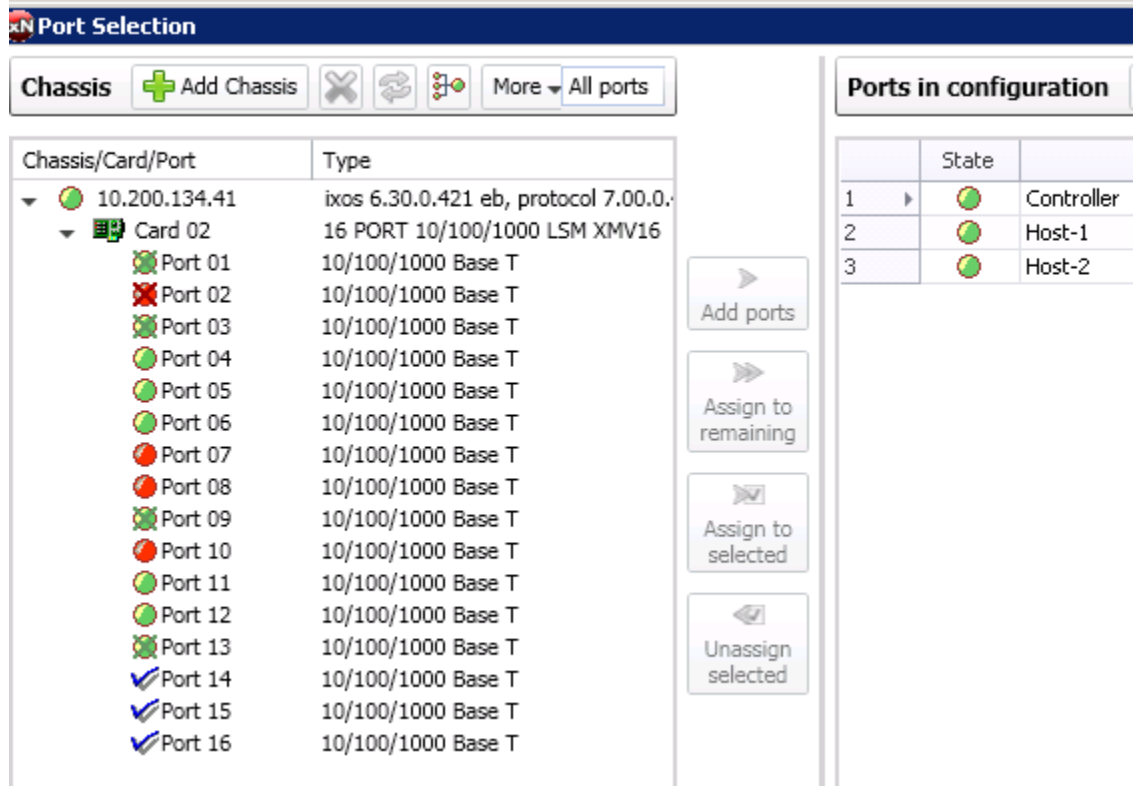 xN Port Selection
Chassis Add Chassis More All ports
Ports in configuration
Chassis/Card/Port Type
10.200.134.41 ixos 6.30.0.421 eb, protocol 7.00.0.
Card 02 16 PORT 10/100/1000 LSM XMV16
Port 01 10/100/1000 Base T
Port 02 10/100/1000 Base T
Port 03 10/100/1000 Base T
Port 04 10/100/1000 Base T
Port 05 10/100/1000 Base T
Port 06 10/100/1000 Base T
Port 07 10/100/1000 Base T
Port 08 10/100/1000 Base T
Port 09 10/100/1000 Base T
Port 10 10/100/1000 Base T
Port 11 10/100/1000 Base T
Port 12 10/100/1000 Base T
Port 13 10/100/1000 Base T
Port 14 10/100/1000 Base T
Port 15 10/100/1000 Base T
Port 16 10/100/1000 Base T
Add ports
Assign to
remaining
Assign to
selected
Unassign
selected
State
1 Controller
2 Host-1
3 Host-2